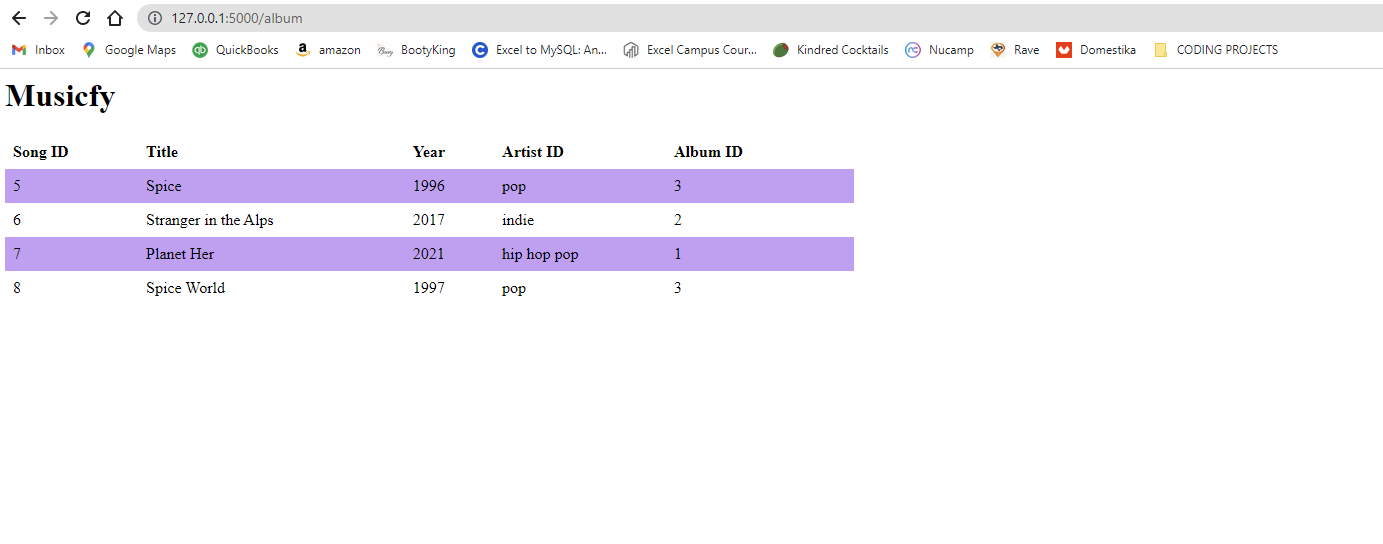 127.0.0.1:5000/album
Inbox Google Maps QuickBooks amazon BootyKing Excel to MySQL: An... Excel Campus Cour... Kindred Cocktails Nucamp Rave Domestika CODING PROJECTS
Musicfy
Song ID Title Year Artist ID Album ID
5 Spice 1996 pop 3
6 Stranger in the Alps 2017 indie 2
7 Planet Her 2021 hip hop pop 1
8 Spice World 1997 pop 3